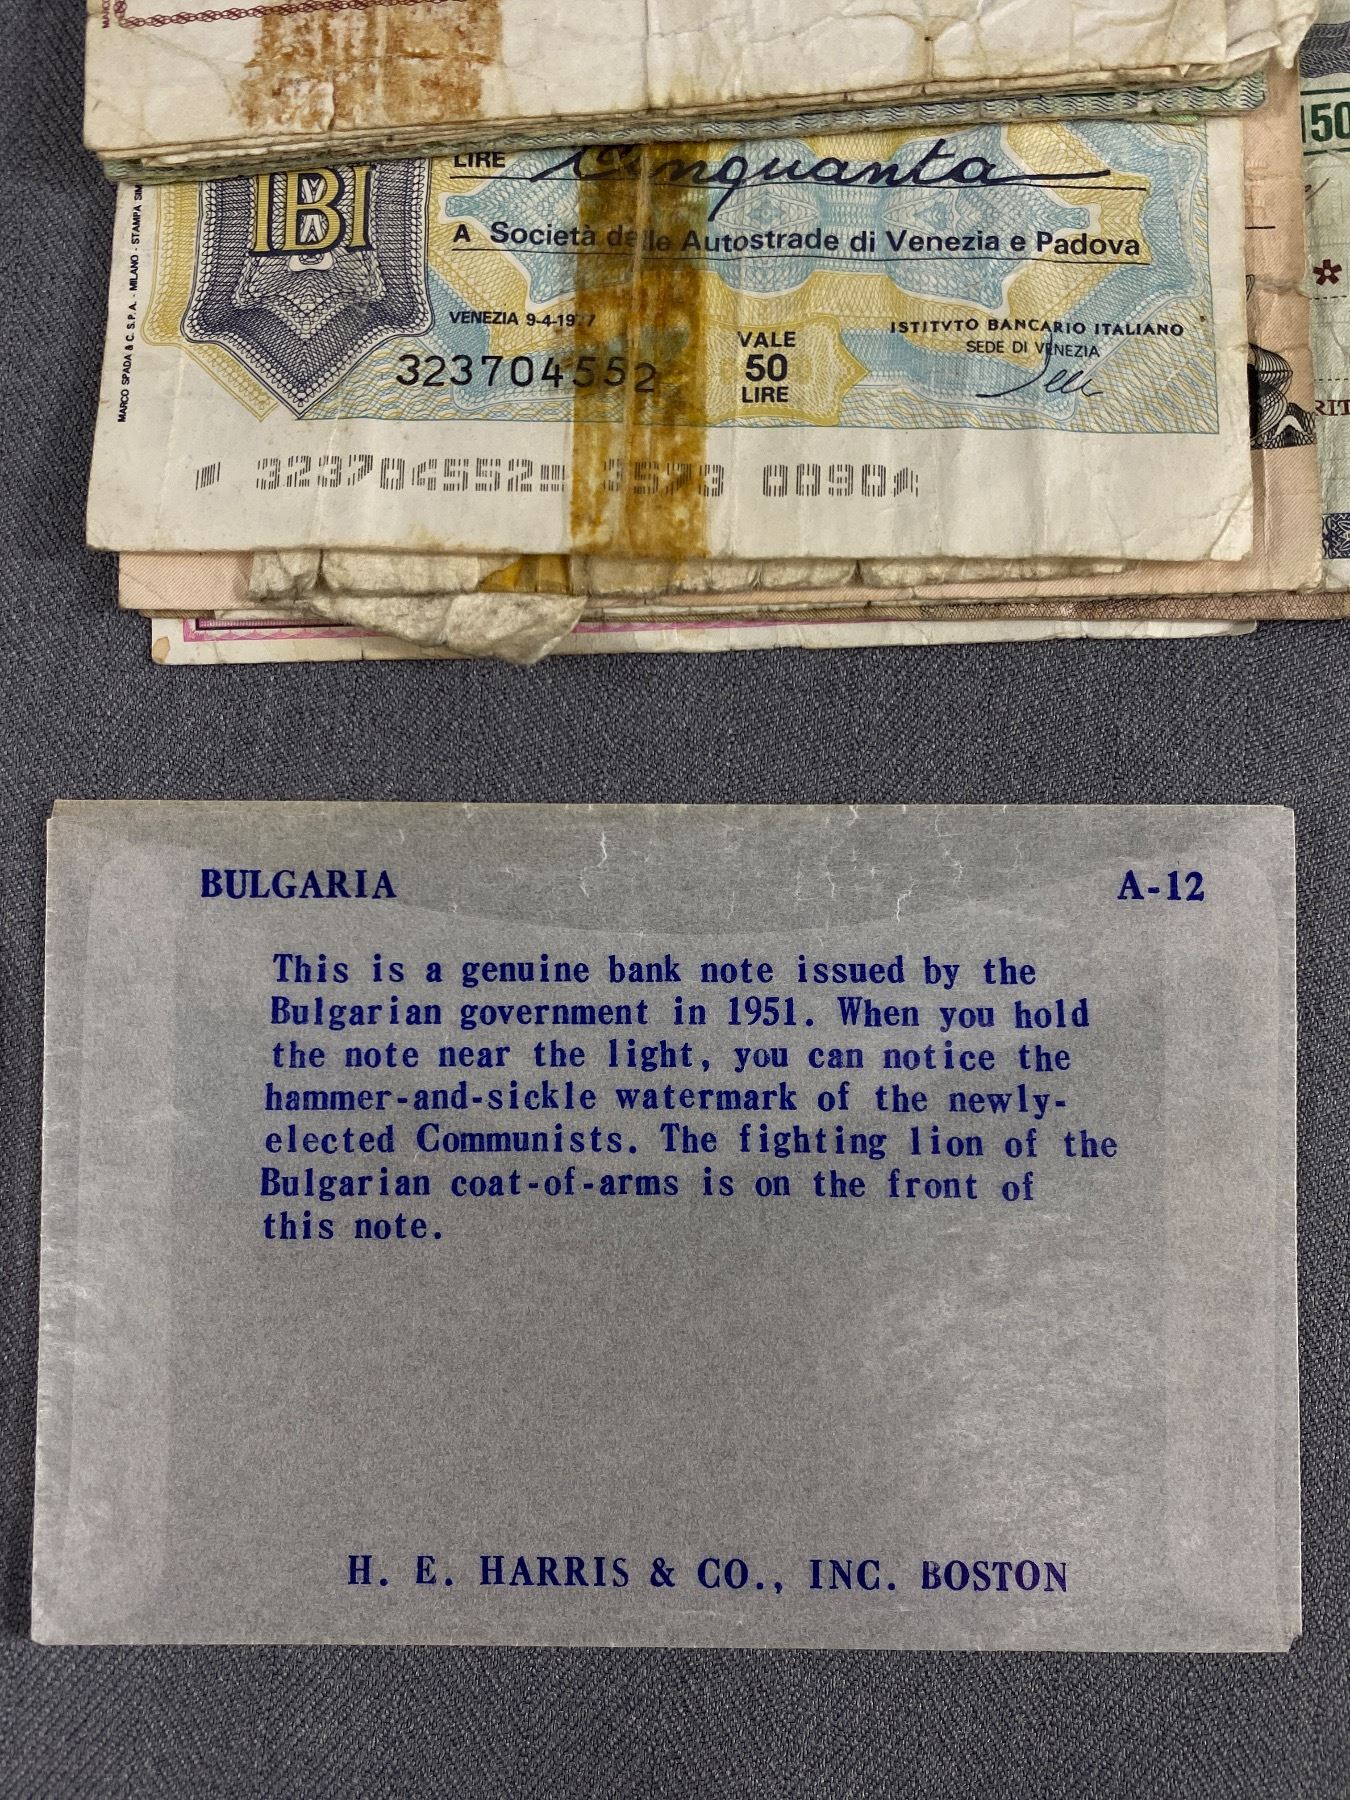 LIRE Cinquanta
IBI
A Società delle Autostrade di Venezia e Padova
MARCO SPADA & C. S.P.A. - MILANO - STAMPA
VENEZIA 9-4-1977
ISTITVTO BANCARIO ITALIANO
SEDE DI VENEZIA
323704552
VALE
50
LIRE
150
BULGARIA A-12
This is a genuine bank note issued by the
Bulgarian government in 1951. When you hold
the note near the light, you can notice the
hammer-and-sickle watermark of the newly-
elected Communists. The fighting lion of the
Bulgarian coat-of-arms is on the front of
this note.
H. E. HARRIS & CO., INC. BOSTON